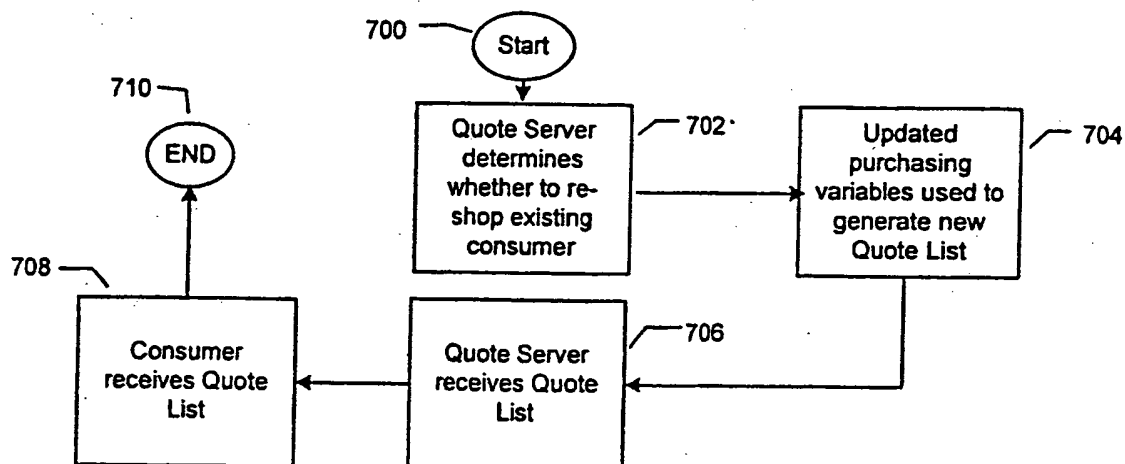 700
Start
710
END
Quote Server
determines
whether to re-
shop existing
consumer
702
Updated
purchasing
variables used to
generate new
Quote List
704
708
Consumer
receives Quote
List
Quote Server
receives Quote
List
706